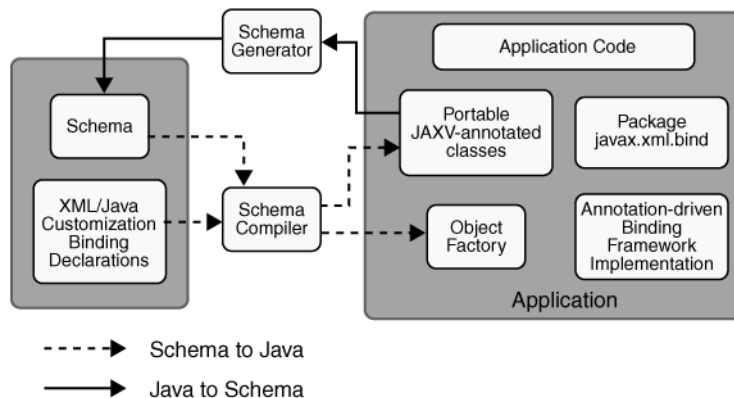 Schema
Generator
Application Code
Schema
Portable
JAXV-annotated
classes
Package
javax.xml.bind
XML/Java
Customization
Binding
Declarations
Schema
Compiler
Object
Factory
Annotation-driven
Binding
Framework
Implementation
Application
Schema to Java
Java to Schema